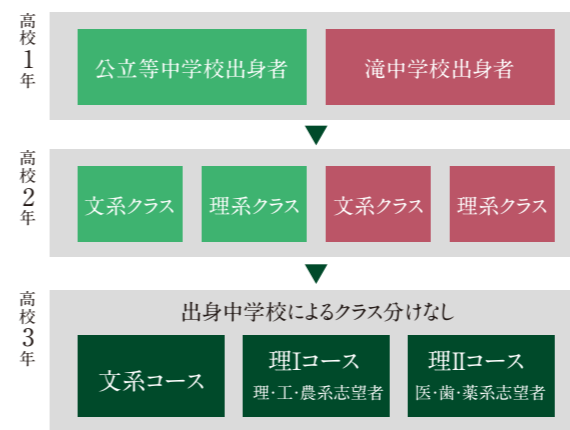 高校1年
公立等中学校出身者
滝中学校出身者
高校2年
文系クラス
理系クラス
文系クラス
理系クラス
高校3年
出身中学校によるクラス分けなし
文系コース
理Iコース
理・工・農系志望者
理IIコース
医・歯・薬系志望者